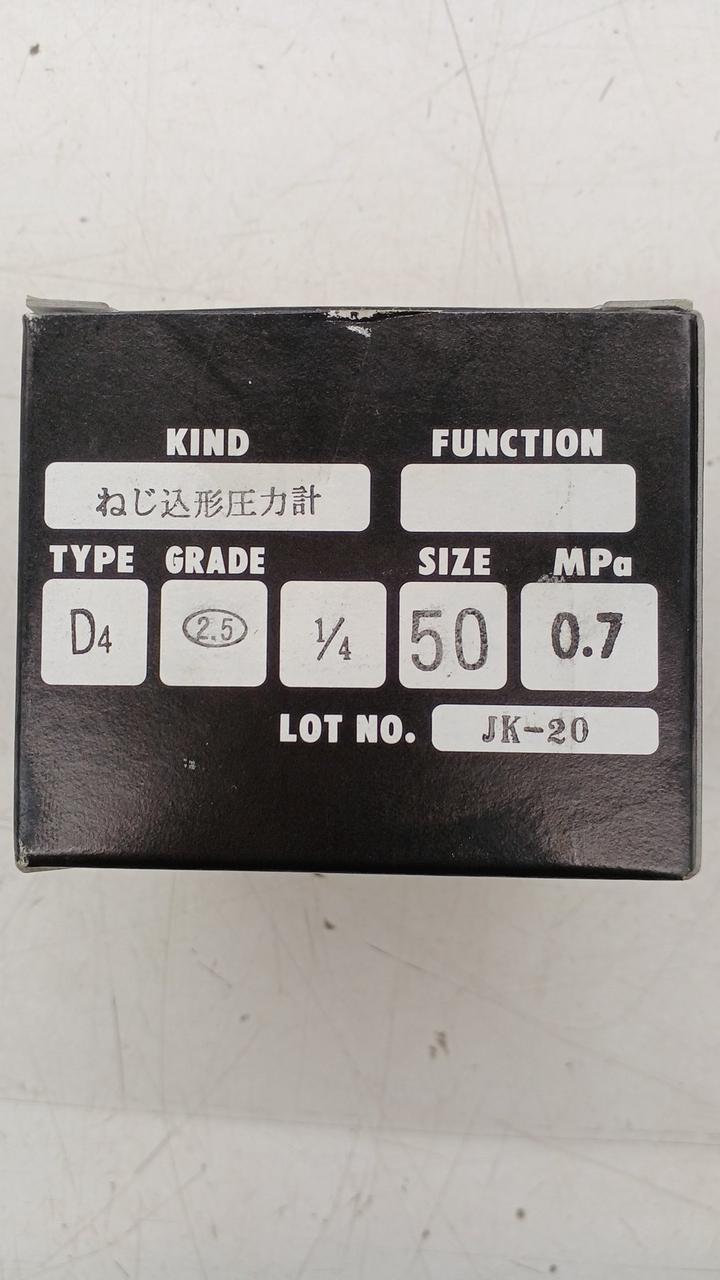 KIND FUNCTION
ねじ込形圧力計
TYPE GRADE SIZE MPa
D4 2.5 1/4 50 0.7
LOT NO. JK-20